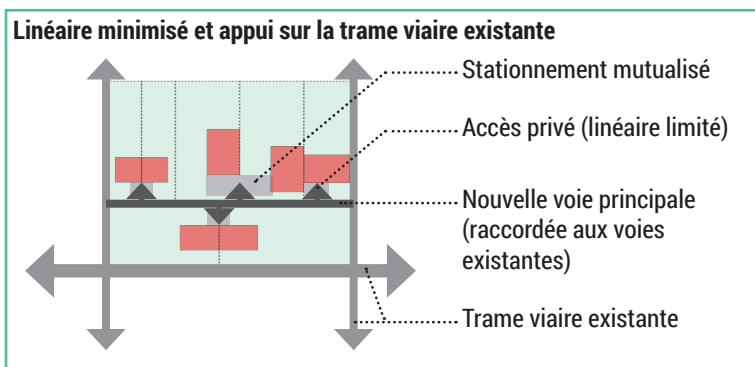 Linéaire minimisé et appui sur la trame viaire existante
Stationnement mutualisé
Accès privé (linéaire limité)
Nouvelle voie principale
(raccordée aux voies
existantes)
Trame viaire existante